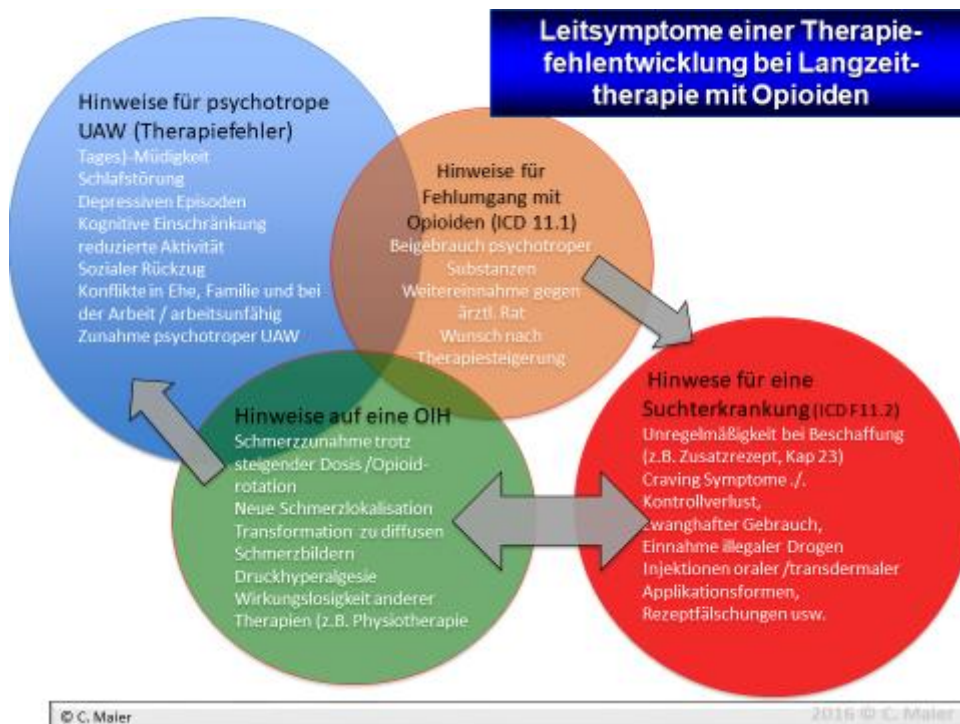 Leitsymptome einer Therapie-
fehlentwicklung bei Langzeit-
therapie mit Opioiden
Hinweise für psychotrope
UAW (Therapiefehler)
Tages)-Müdigkeit
Schlafstörung
Depressiven Episoden
Kognitive Einschränkung
reduzierte Aktivität
Sozialer Rückzug
Konflikte in Ehe, Familie und bei
der Arbeit / arbeitsunfähig
Zunahme psychotroper UAW
Hinweise für
Fehlumgang mit
Opioiden (ICD 11.1)
Beigebrauch psychotroper
Substanzen
Weitereinnahme gegen
ärztl. Rat
Wunsch nach
Therapiesteigerung
Hinweise auf eine OIH
Schmerzzunahme trotz
steigender Dosis /Opioid-
rotation
Neue Schmerzlokalisation
Transformation zu diffusen
Schmerzbildern
Druckhyperalgesie
Wirkungslosigkeit anderer
Therapien (z.B. Physiotherapie
Hinwese für eine
Suchterkrankung (ICD F11.2)
Unregelmäßigkeit bei Beschaffung
(z.B. Zusatzrezept, Kap 23)
Craving Symptome ./.
Kontrollverlust,
zwanghafter Gebrauch,
Einnahme illegaler Drogen
Injektionen oraler /transdermaler
Applikationsformen,
Rezeptfälschungen usw.
© C. Maier
2016 © C. Maier